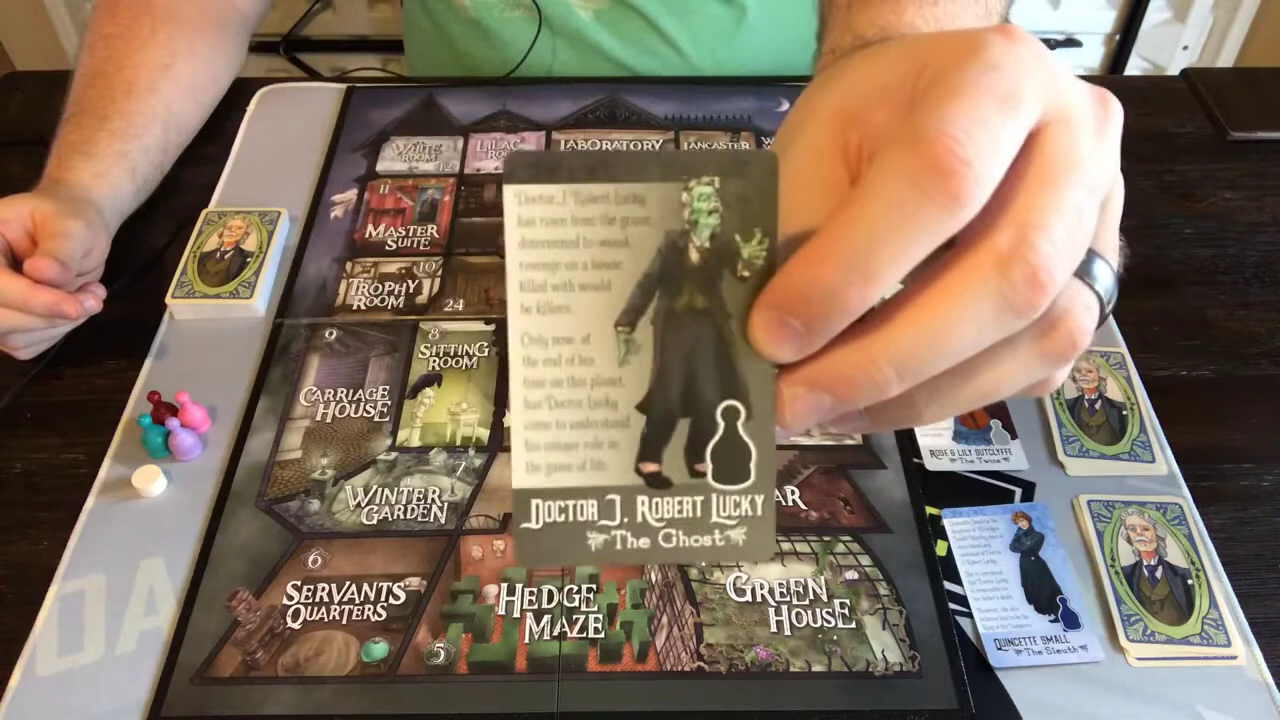 WHITE
ROOM
12
LILAC
LABORATORY
LANCASTER
11
MASTER
SUITE
10
TROPHY
ROOM
24
9
CARRIAGE
HOUSE
8
SITTING
ROOM
7
WINTER
GARDEN
6
SERVANTS'
QUARTERS
5
HEDGE
MAZE
GREEN
HOUSE
Doctor J. Robert Lucky
has risen from the grave,
determined to wreak
revenge on a house
filled with would
be killers.
Only now, at
the end of his
time on this planet,
has Doctor Lucky
come to understand
his unique role in
the game of life.
DOCTOR J. ROBERT LUCKY
The Ghost
ROSE & LILY SUTCLYFFE
The Twins
QUINCETTE SMALL
The Sleuth